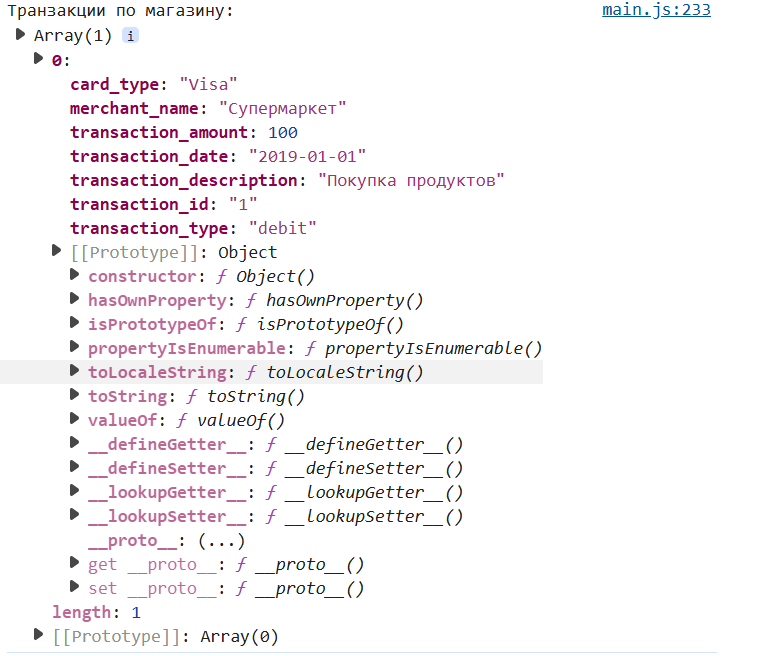 Транзакции по магазину: main.js:233
Array(1) i
0:
card_type: "Visa"
merchant_name: "Супермаркет"
transaction_amount: 100
transaction_date: "2019-01-01"
transaction_description: "Покупка продуктов"
transaction_id: "1"
transaction_type: "debit"
[[Prototype]]: Object
constructor: ƒ Object()
hasOwnProperty: ƒ hasOwnProperty()
isPrototypeOf: ƒ isPrototypeOf()
propertyIsEnumerable: ƒ propertyIsEnumerable()
toLocaleString: ƒ toLocaleString()
toString: ƒ toString()
valueOf: ƒ valueOf()
__defineGetter__: ƒ __defineGetter__()
__defineSetter__: ƒ __defineSetter__()
__lookupGetter__: ƒ __lookupGetter__()
__lookupSetter__: ƒ __lookupSetter__()
__proto__: (...)
get __proto__: ƒ __proto__()
set __proto__: ƒ __proto__()
length: 1
[[Prototype]]: Array(0)